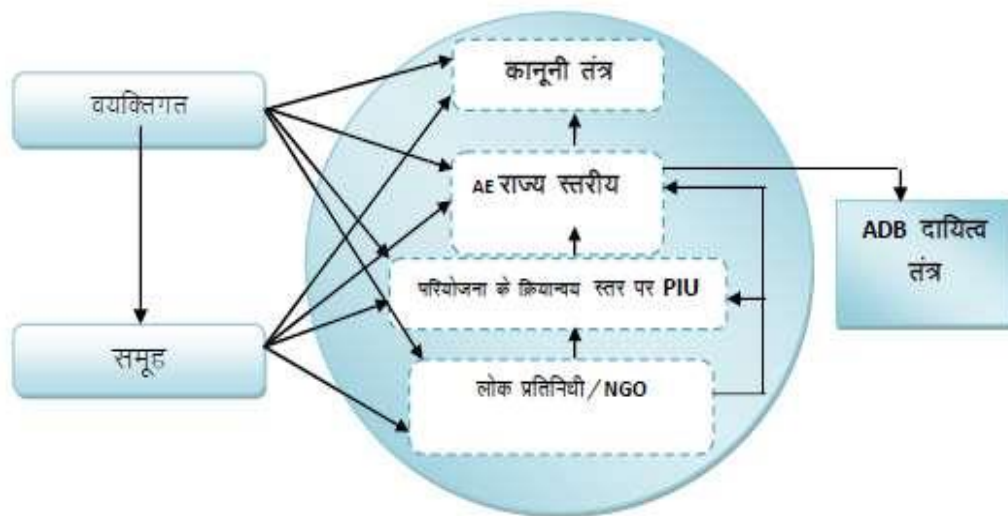 कानूनी तंत्र
वयक्तिगत
AE राज्य स्तरीय
ADB दायित्व
तंत्र
परियोजना के क्रियान्वय स्तर पर PIU
समूह
लोक प्रतिनिधी/NGO